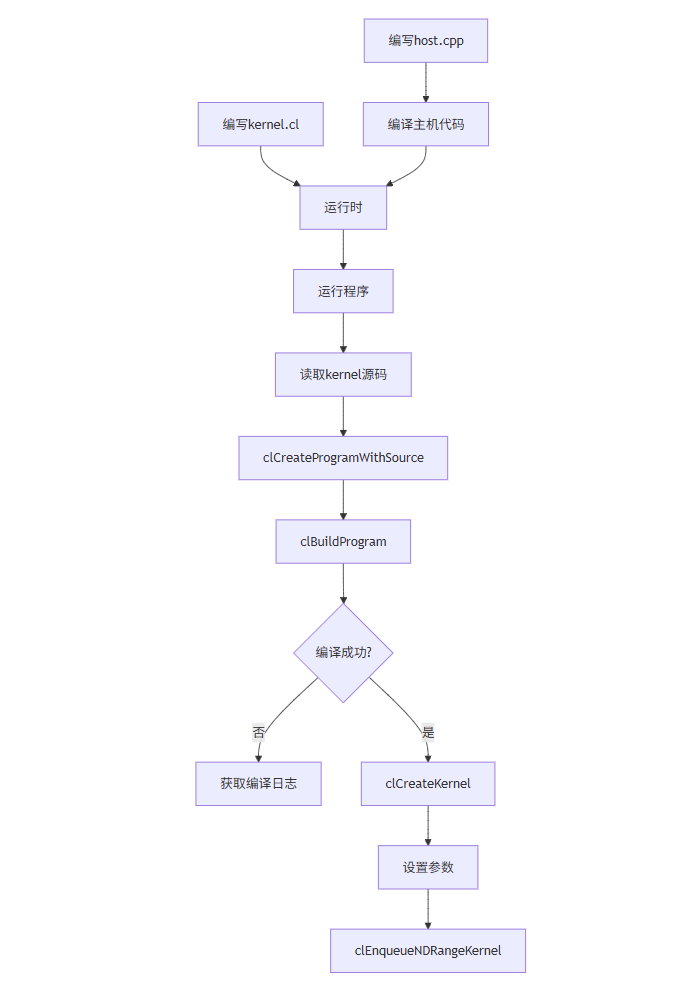 编写host.cpp
编写kernel.cl
编译主机代码
运行时
运行程序
读取kernel源码
clCreateProgramWithSource
clBuildProgram
编译成功?
否
是
获取编译日志
clCreateKernel
设置参数
clEnqueueNDRangeKernel